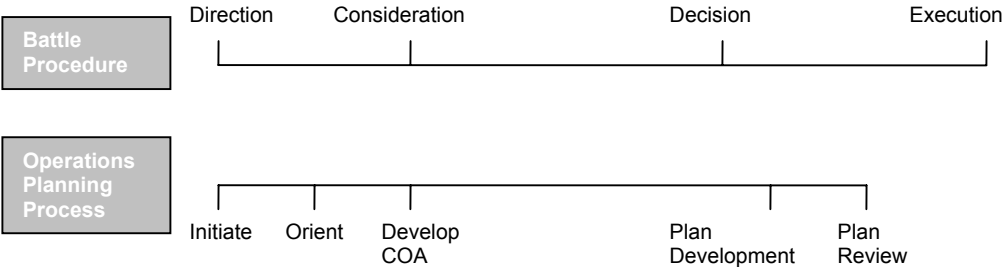 Direction Consideration Decision Execution
Battle
Procedure
Operations
Planning
Process
Initiate Orient Develop Plan Plan
COA Development Review